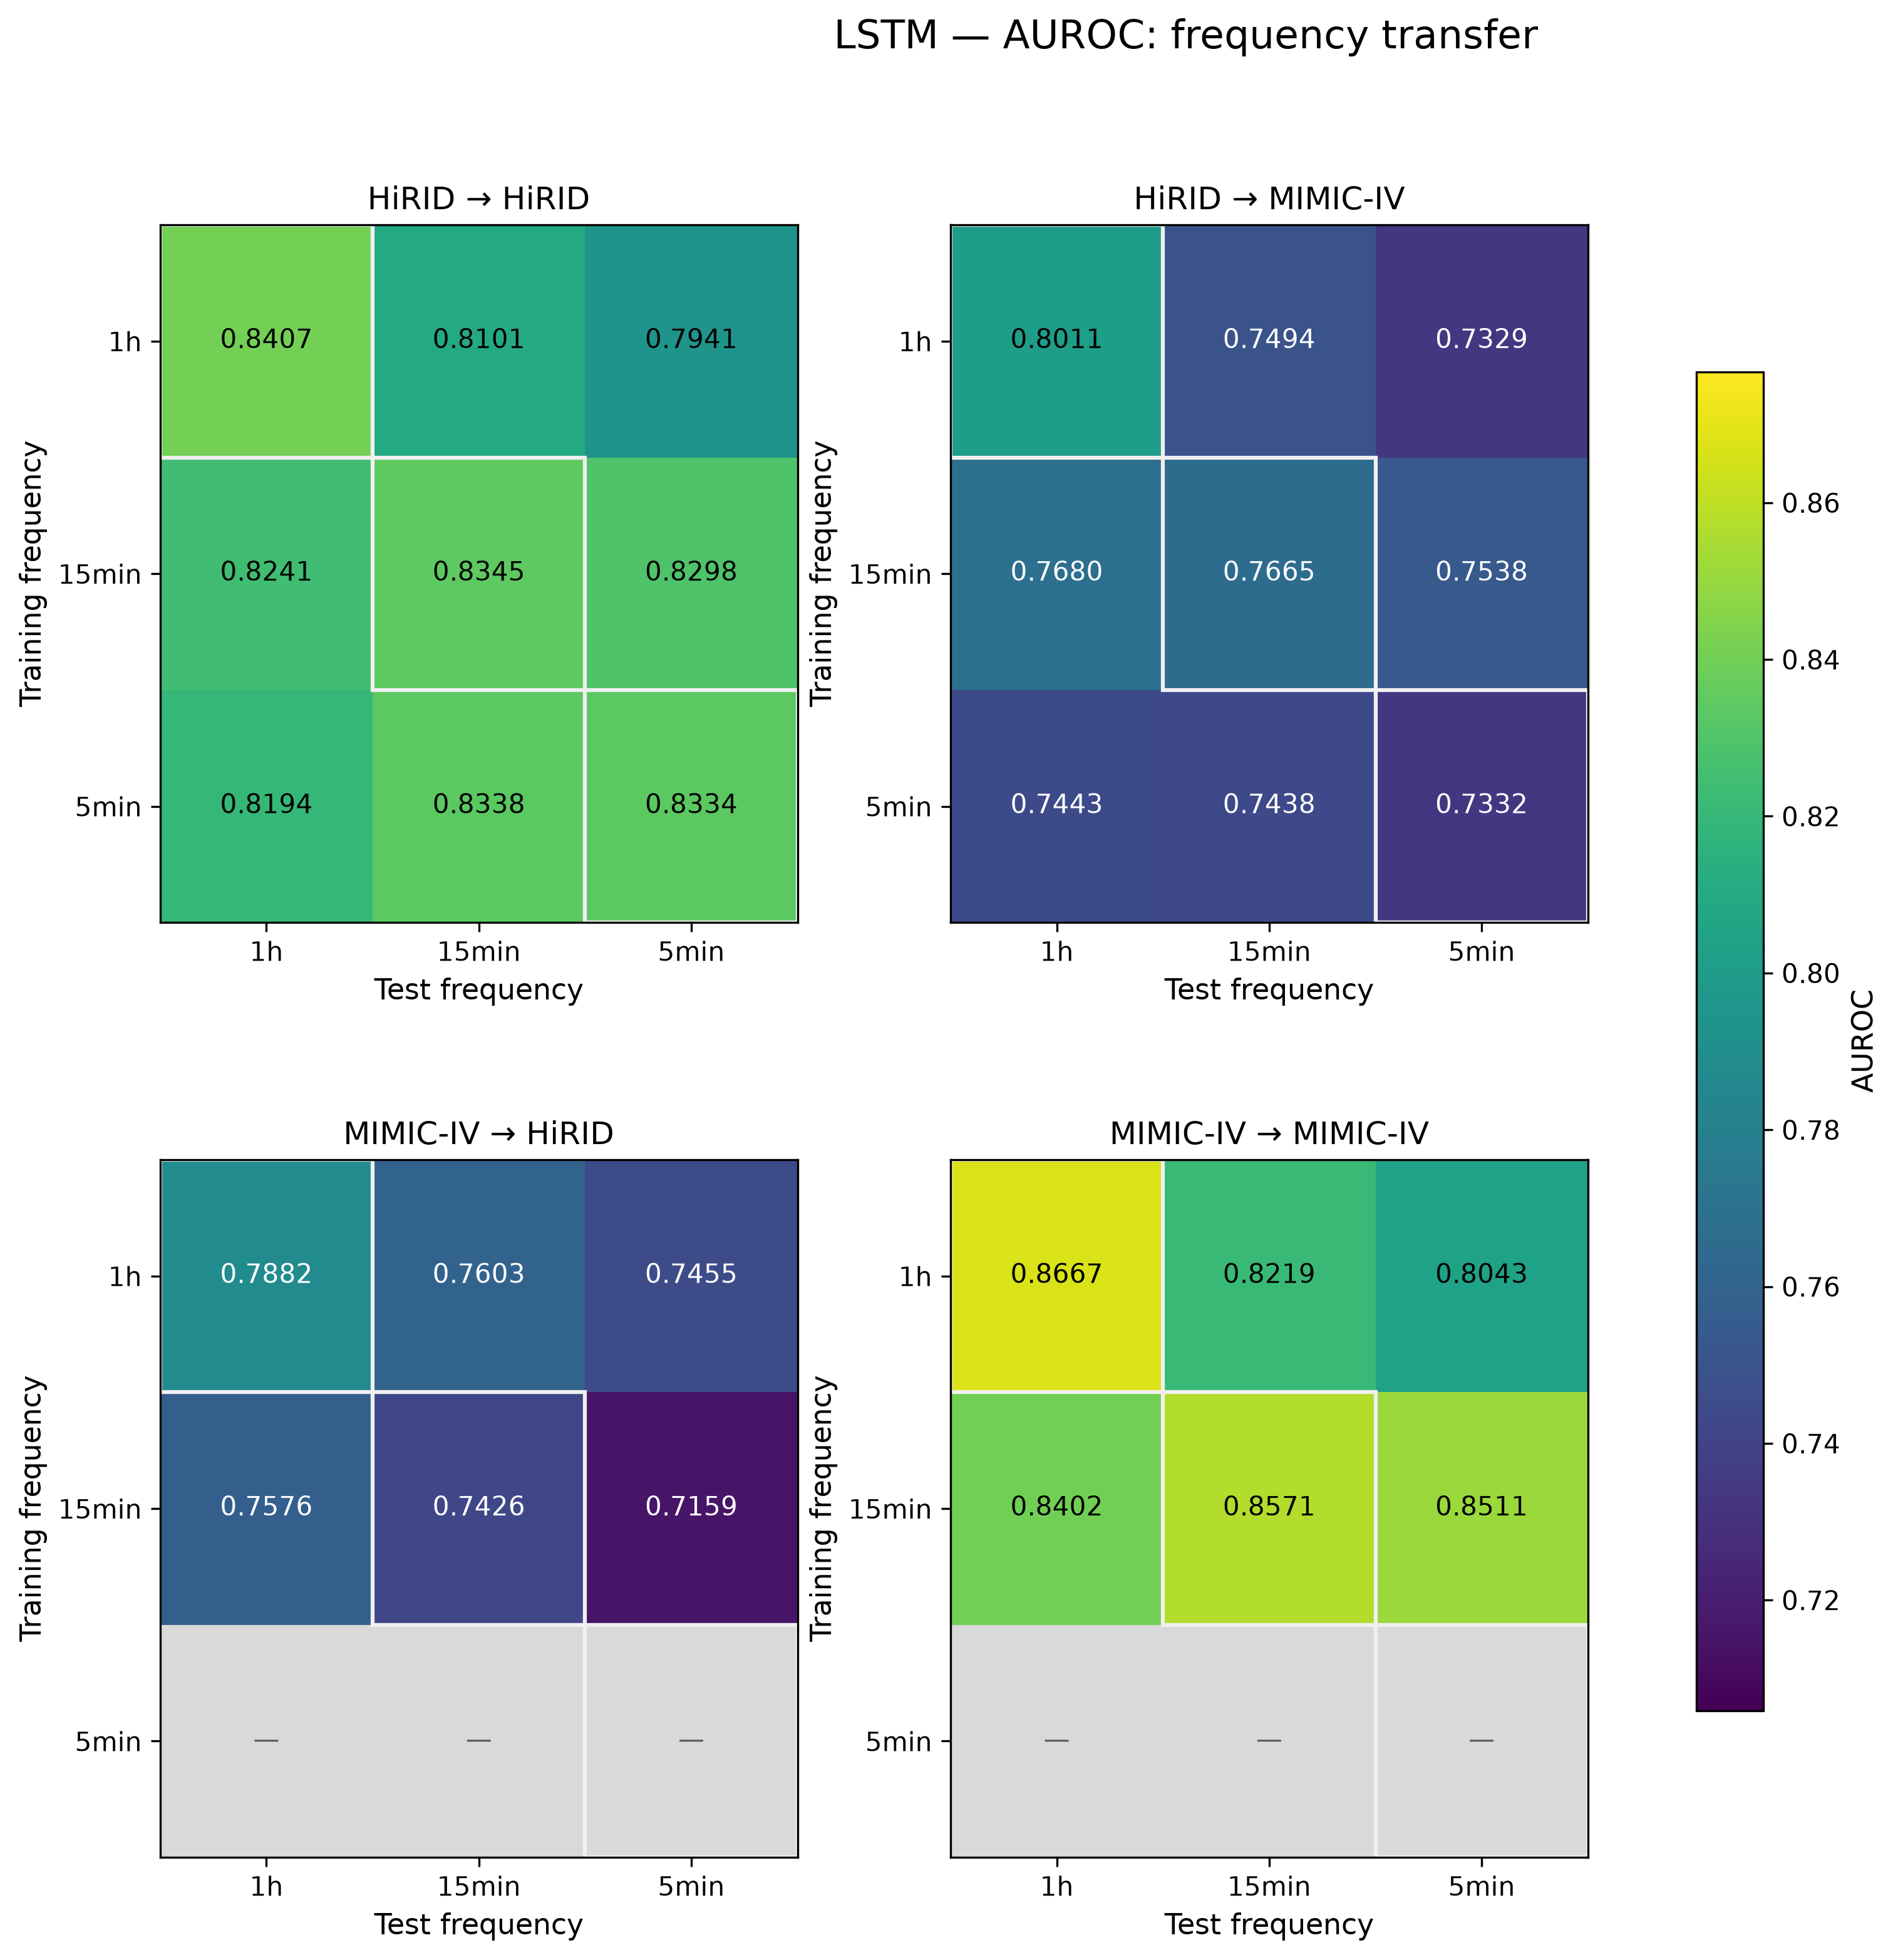 LSTM — AUROC: frequency transfer
HiRID → HiRID
Training frequency
1h
0.8407 0.8101 0.7941
15min
0.8241 0.8345 0.8298
5min
0.8194 0.8338 0.8334
1h 15min 5min
Test frequency
HiRID → MIMIC-IV
Training frequency
1h
0.8011 0.7494 0.7329
15min
0.7680 0.7665 0.7538
5min
0.7443 0.7438 0.7332
1h 15min 5min
Test frequency
MIMIC-IV → HiRID
Training frequency
1h
0.7882 0.7603 0.7455
15min
0.7576 0.7426 0.7159
5min
— — —
1h 15min 5min
Test frequency
MIMIC-IV → MIMIC-IV
Training frequency
1h
0.8667 0.8219 0.8043
15min
0.8402 0.8571 0.8511
5min
— — —
1h 15min 5min
Test frequency
0.86
0.84
0.82
0.80
0.78
0.76
0.74
0.72
AUROC